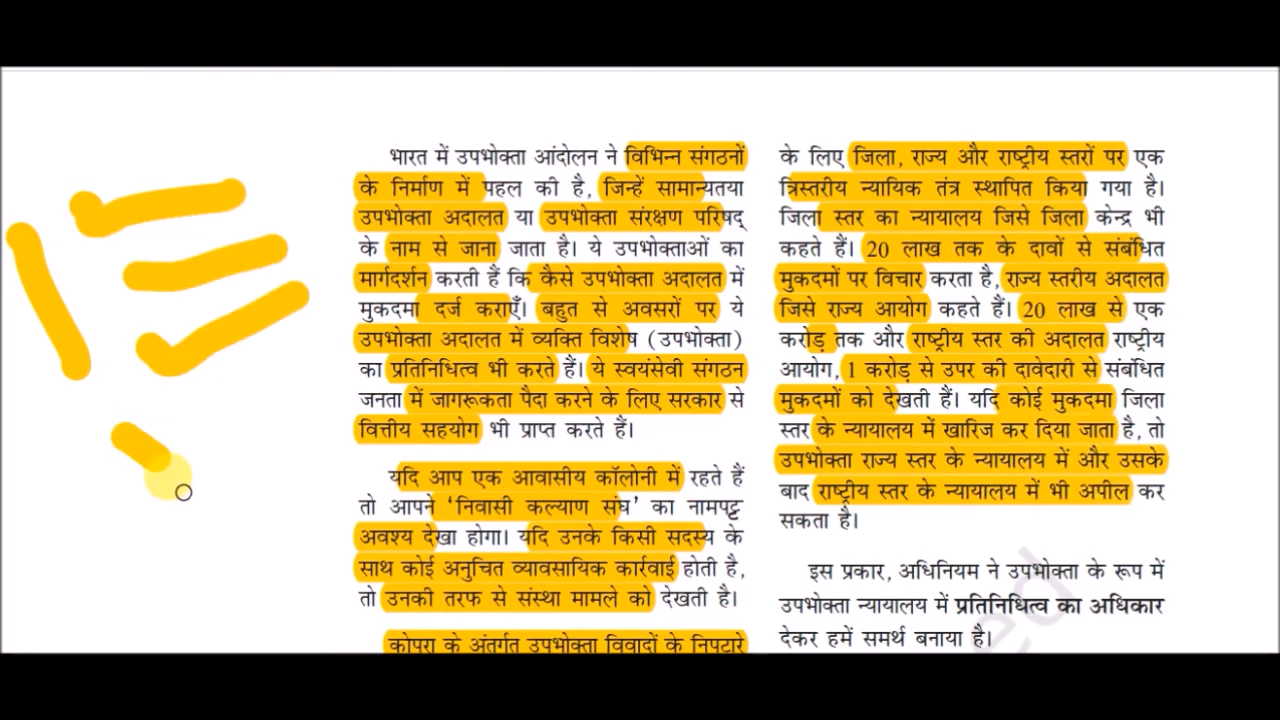 भारत में उपभोक्ता आंदोलन ने विभिन्न संगठनों
के निर्माण में पहल की है, जिन्हें सामान्यतया
उपभोक्ता अदालत या उपभोक्ता संरक्षण परिषद्
के नाम से जाना जाता है। ये उपभोक्ताओं का
मार्गदर्शन करती हैं कि कैसे उपभोक्ता अदालत में
मुकदमा दर्ज कराएँ। बहुत से अवसरों पर ये
उपभोक्ता अदालत में व्यक्ति विशेष (उपभोक्ता)
का प्रतिनिधित्व भी करते हैं। ये स्वयंसेवी संगठन
जनता में जागरूकता पैदा करने के लिए सरकार से
वित्तीय सहयोग भी प्राप्त करते हैं।
यदि आप एक आवासीय कॉलोनी में रहते हैं
तो आपने ‘निवासी कल्याण संघ’ का नामपट्ट
अवश्य देखा होगा। यदि उनके किसी सदस्य के
साथ कोई अनुचित व्यावसायिक कार्रवाई होती है,
तो उनकी तरफ से संस्था मामले को देखती है।
कोपरा के अंतर्गत उपभोक्ता विवादों के निपटारे
के लिए जिला, राज्य और राष्ट्रीय स्तरों पर एक
त्रिस्तरीय न्यायिक तंत्र स्थापित किया गया है।
जिला स्तर का न्यायालय जिसे जिला केन्द्र भी
कहते हैं। 20 लाख तक के दावों से संबंधित
मुकदमों पर विचार करता है, राज्य स्तरीय अदालत
जिसे राज्य आयोग कहते हैं। 20 लाख से एक
करोड़ तक और राष्ट्रीय स्तर की अदालत राष्ट्रीय
आयोग, 1 करोड़ से उपर की दावेदारी से संबंधित
मुकदमों को देखती हैं। यदि कोई मुकदमा जिला
स्तर के न्यायालय में खारिज कर दिया जाता है, तो
उपभोक्ता राज्य स्तर के न्यायालय में और उसके
बाद राष्ट्रीय स्तर के न्यायालय में भी अपील कर
सकता है।
इस प्रकार, अधिनियम ने उपभोक्ता के रूप में
उपभोक्ता न्यायालय में प्रतिनिधित्व का अधिकार
देकर हमें समर्थ बनाया है।